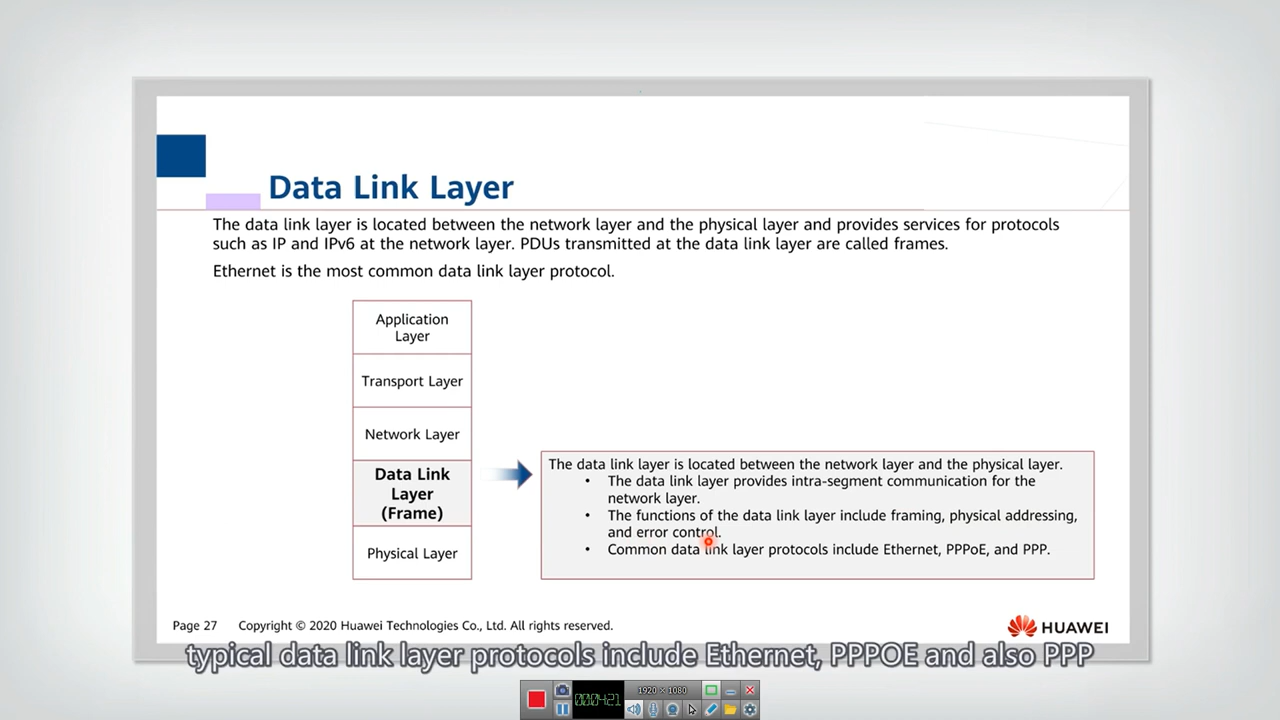 Data Link Layer
The data link layer is located between the network layer and the physical layer and provides services for protocols
such as IP and IPv6 at the network layer. PDUs transmitted at the data link layer are called frames.
Ethernet is the most common data link layer protocol.
Application
Layer
Transport Layer
Network Layer
Data Link
Layer
(Frame)
Physical Layer
The data link layer is located between the network layer and the physical layer.
• The data link layer provides intra-segment communication for the
network layer.
• The functions of the data link layer include framing, physical addressing,
and error control.
• Common data link layer protocols include Ethernet, PPPoE, and PPP.
Page 27 Copyright © 2020 Huawei Technologies Co., Ltd. All rights reserved.
HUAWEI
typical data link layer protocols include Ethernet, PPPOE and also PPP
000421
1920 × 1080